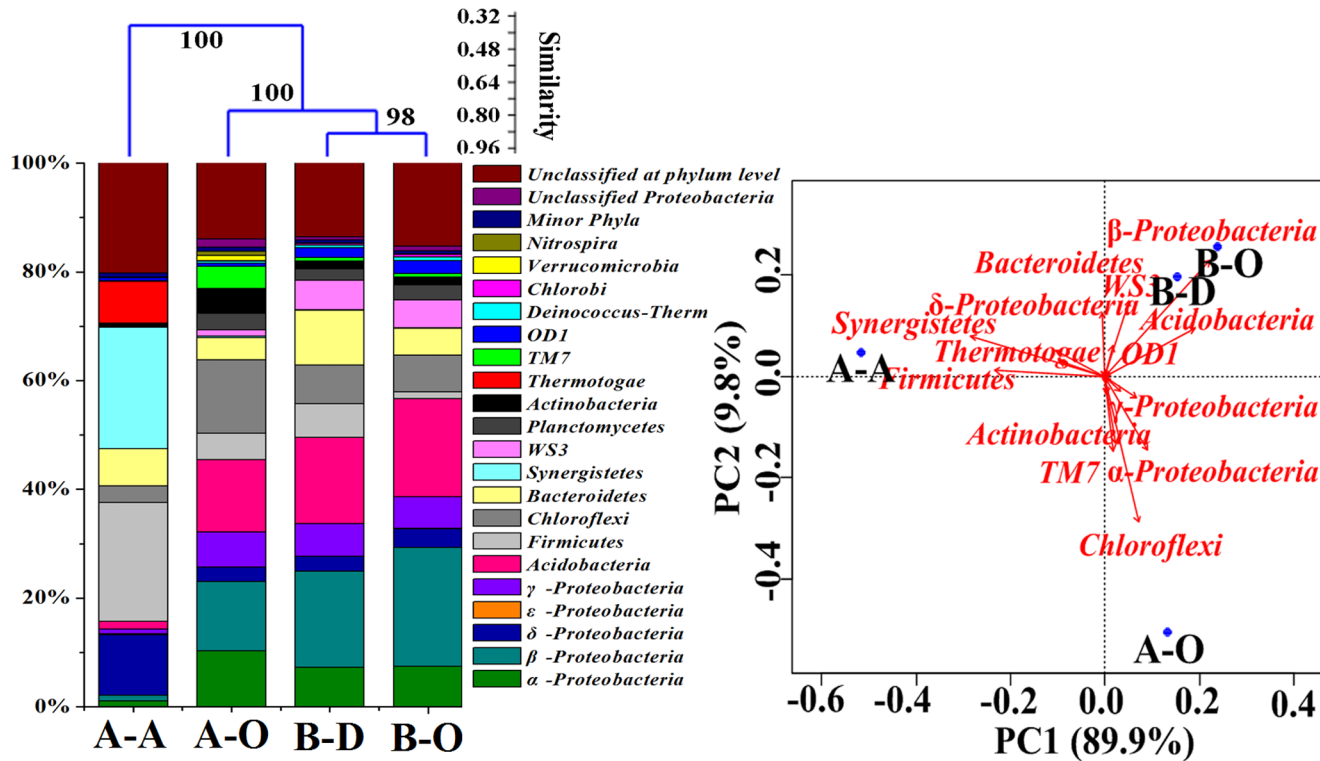 100
100
98
0.32
0.48
0.64
0.80
0.96
Similarity
100%
80%
60%
40%
20%
0%
A-A
A-O
B-D
B-O
Unclassified at phylum level
Unclassified Proteobacteria
Minor Phyla
Nitrospira
Verrucomicrobia
Chlorobi
Deinococcus-Therm
OD1
TM7
Thermotogae
Actinobacteria
Planctomycetes
WS3
Synergistetes
Bacteroidetes
Chloroflexi
Firmicutes
Acidobacteria
γ -Proteobacteria
ε -Proteobacteria
δ -Proteobacteria
β -Proteobacteria
α -Proteobacteria
PC2 (9.8%)
0.2
0.0
-0.2
-0.4
β-Proteobacteria
Bacteroidetes
B-O
WS3
B-D
δ-Proteobacteria
Acidobacteria
Synergistetes
Thermotogae
OD1
A-A
Firmicutes
γ-Proteobacteria
Actinobacteria
TM7
α-Proteobacteria
Chloroflexi
A-O
-0.6
-0.4
-0.2
0.0
0.2
0.4
PC1 (89.9%)